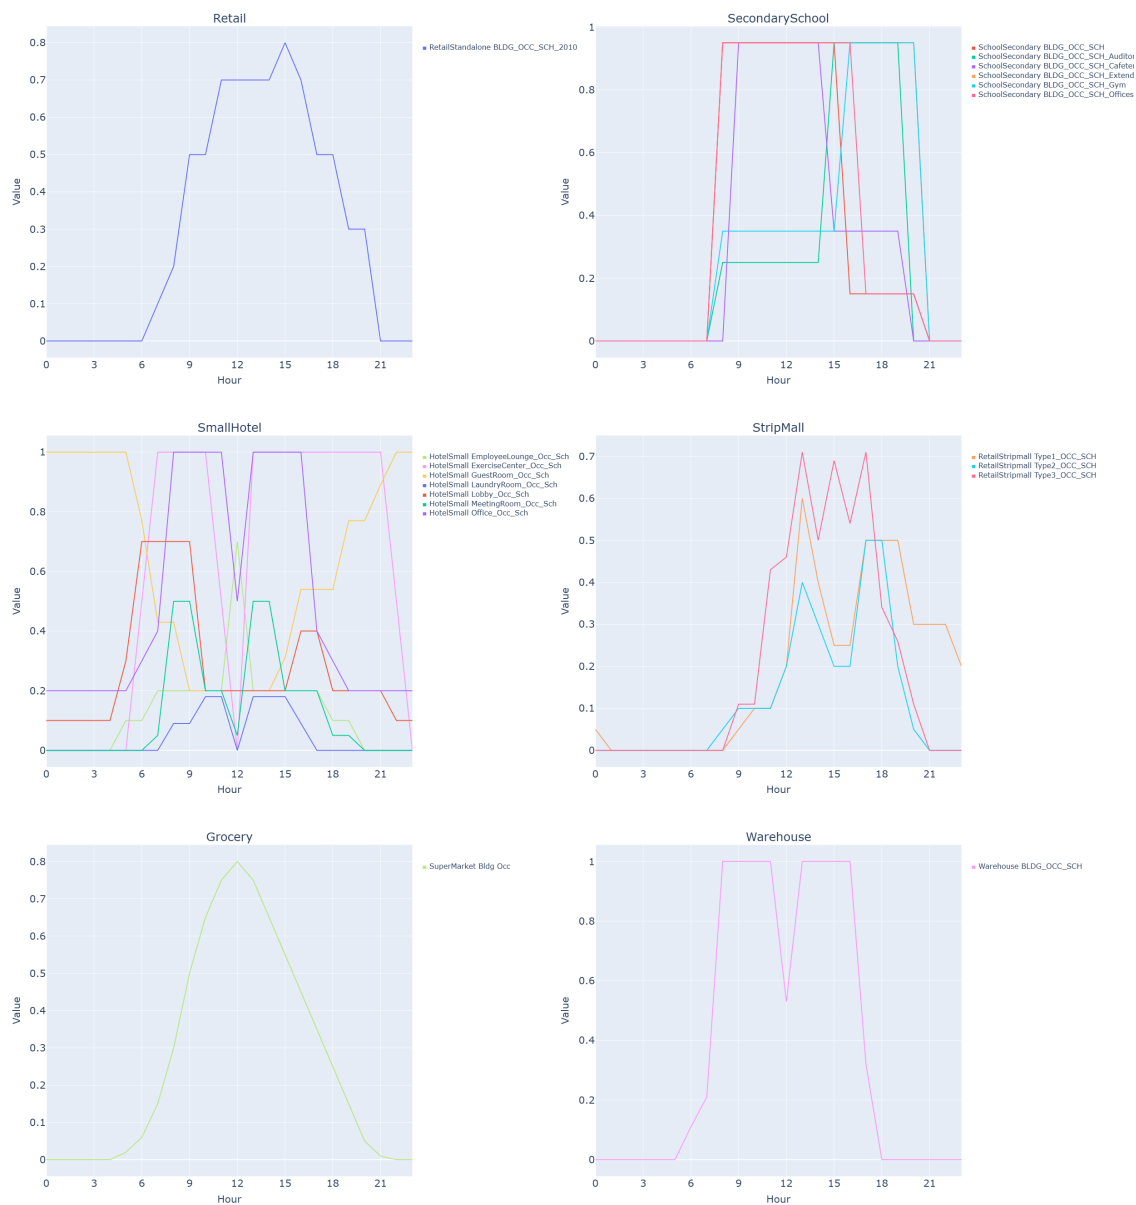 Retail
0.8
0.7
0.6
0.5
0.4
0.3
0.2
0.1
0
Value
0 3 6 9 12 15 18 21
Hour
RetailStandalone BLDG_OCC_SCH_2010
SecondarySchool
1
0.8
0.6
0.4
0.2
0
Value
0 3 6 9 12 15 18 21
Hour
SchoolSecondary BLDG_OCC_SCH
SchoolSecondary BLDG_OCC_SCH_Auditor
SchoolSecondary BLDG_OCC_SCH_Cafeter
SchoolSecondary BLDG_OCC_SCH_Extend
SchoolSecondary BLDG_OCC_SCH_Gym
SchoolSecondary BLDG_OCC_SCH_Offices
SmallHotel
1
0.8
0.6
0.4
0.2
0
Value
0 3 6 9 12 15 18 21
Hour
HotelSmall EmployeeLounge_Occ_Sch
HotelSmall ExerciseCenter_Occ_Sch
HotelSmall GuestRoom_Occ_Sch
HotelSmall LaundryRoom_Occ_Sch
HotelSmall Lobby_Occ_Sch
HotelSmall MeetingRoom_Occ_Sch
HotelSmall Office_Occ_Sch
StripMall
0.7
0.6
0.5
0.4
0.3
0.2
0.1
0
Value
0 3 6 9 12 15 18 21
Hour
RetailStripmall Type1_OCC_SCH
RetailStripmall Type2_OCC_SCH
RetailStripmall Type3_OCC_SCH
Grocery
0.8
0.7
0.6
0.5
0.4
0.3
0.2
0.1
0
Value
0 3 6 9 12 15 18 21
Hour
SuperMarket Bldg Occ
Warehouse
1
0.8
0.6
0.4
0.2
0
Value
0 3 6 9 12 15 18 21
Hour
Warehouse BLDG_OCC_SCH